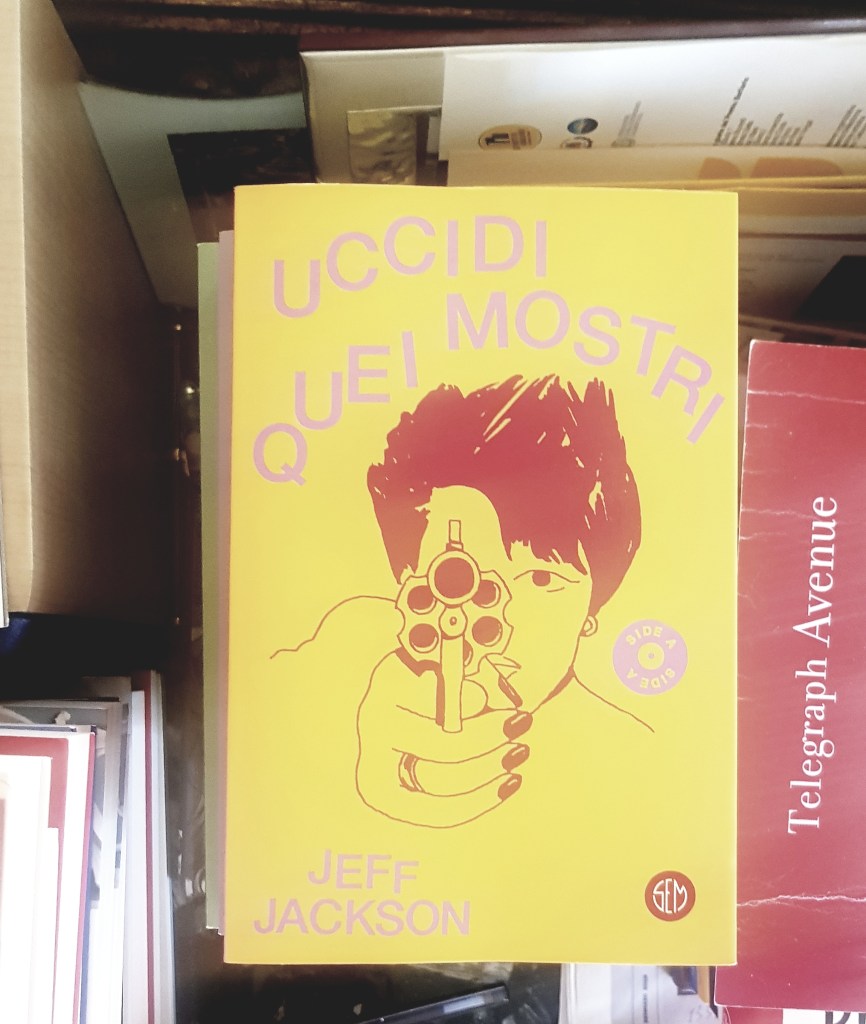 UCCIDI
QUEI MOSTRI
SIDE A
SIDE A
JEFF
JACKSON
SEM
Telegraph Avenue